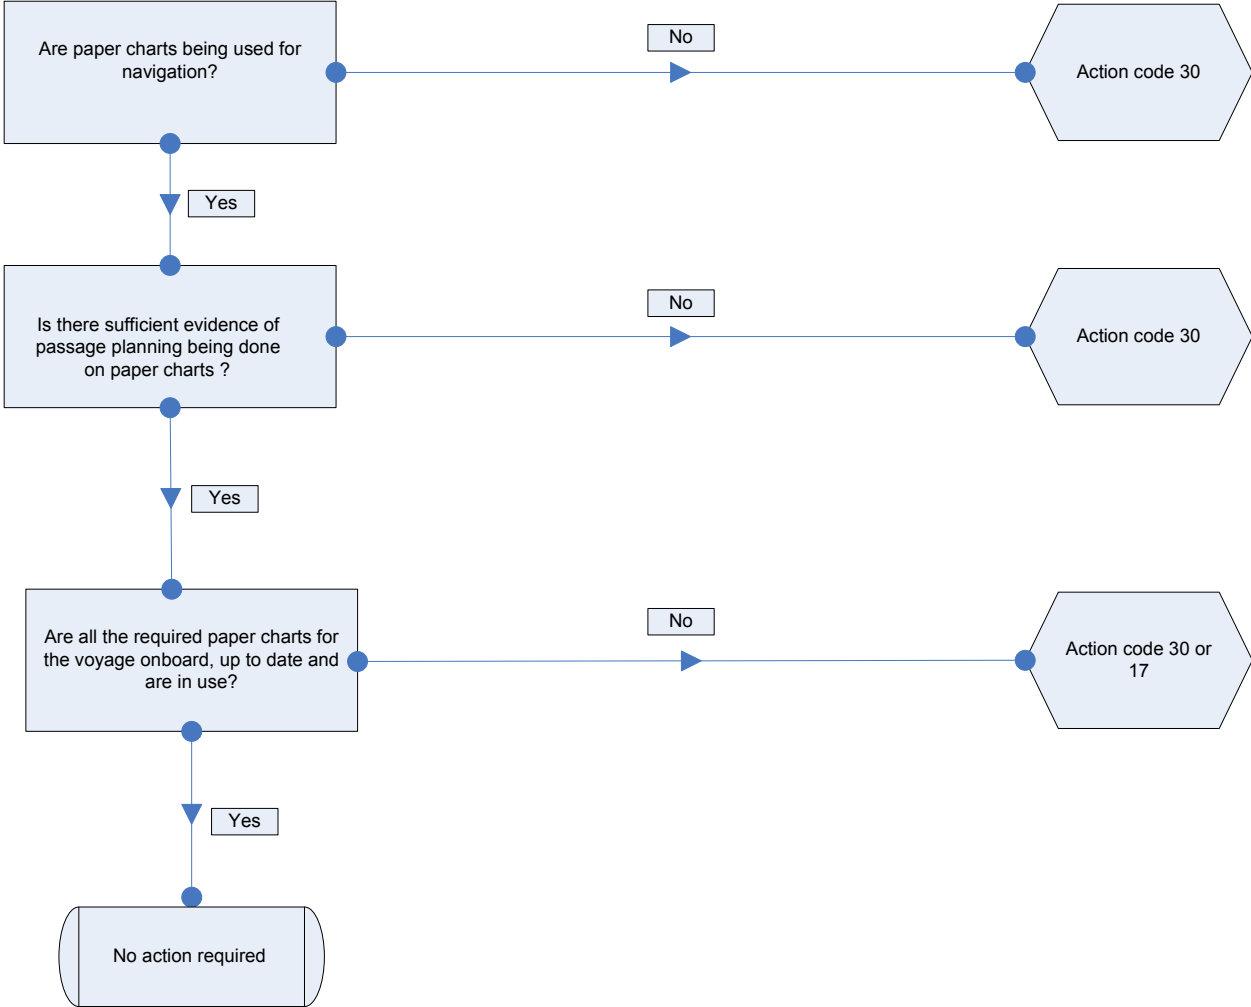 Are paper charts being used for
navigation?
No
Action code 30
Yes
Is there sufficient evidence of
passage planning being done
on paper charts ?
No
Action code 30
Yes
Are all the required paper charts for
the voyage onboard, up to date and
are in use?
No
Action code 30 or
17
Yes
No action required